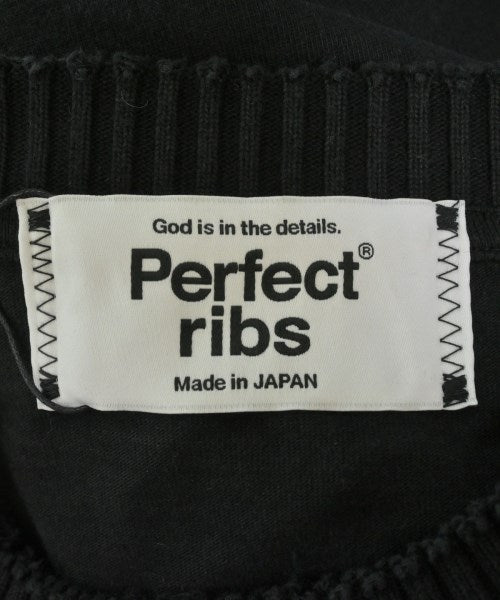 God is in the details.
Perfect®
ribs
Made in JAPAN